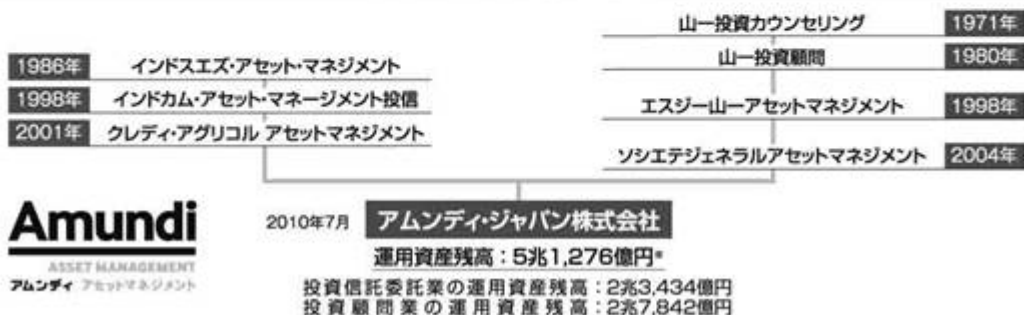 山一投資カウンセリング 1971年
山一投資顧問 1980年
1986年 インドスエズ・アセット・マネジメント
1998年 インドカム・アセット・マネージメント投信
エスジー山一アセットマネジメント 1998年
2001年 クレディ・アグリコル アセットマネジメント
ソシエテジェネラルアセットマネジメント 2004年
Amundi
ASSET MANAGEMENT
アムンディ アセットマネジメント
2010年7月 アムンディ・ジャパン株式会社
運用資産残高:5兆1,276億円*
投資信託委託業の運用資産残高:2兆3,434億円
投資顧問業の運用資産残高:2兆7,842億円